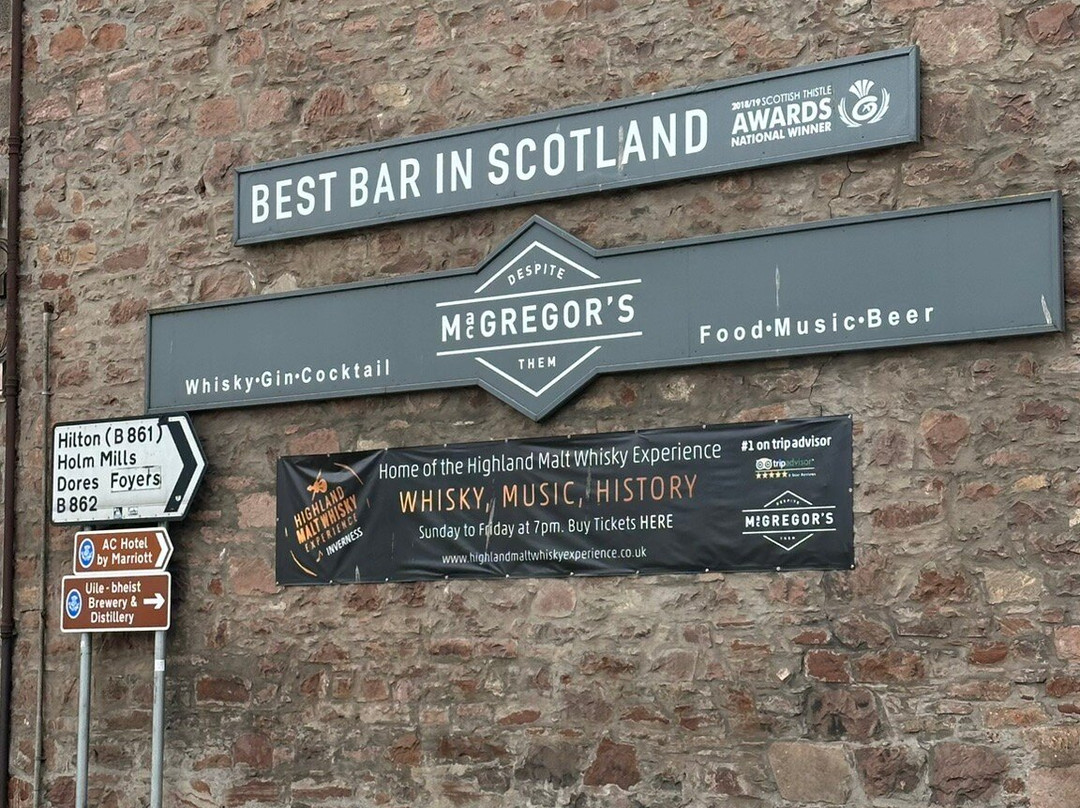 BEST BAR IN SCOTLAND
2018/19 SCOTTISH THISTLE
AWARDS
NATIONAL WINNER
DESPITE
MacGREGOR'S
THEM
Whisky•Gin•Cocktail
Food•Music•Beer
Hilton (B 861)
Holm Mills
Dores Foyers
B 862
AC Hotel
by Marriott
Uile-bheist
Brewery &
Distillery
HIGHLAND
MALT WHISKY
EXPERIENCE
INVERNESS
Home of the Highland Malt Whisky Experience
WHISKY, MUSIC, HISTORY
Sunday to Friday at 7pm. Buy Tickets HERE
www.highlandmaltwhiskyexperience.co.uk
#1 on tripadvisor
tripadvisor
DESPITE
MacGREGOR'S
THEM